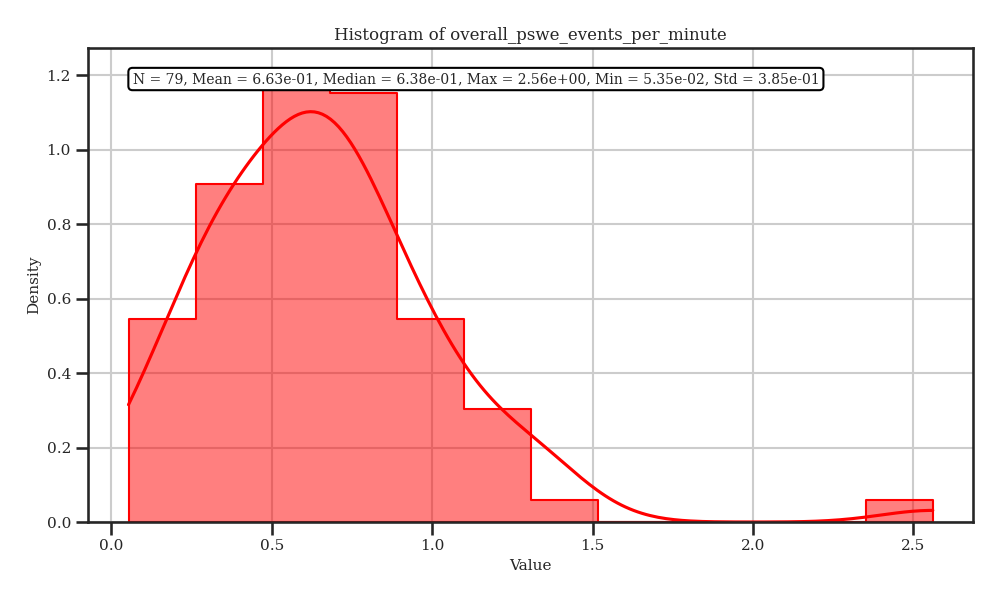 Histogram of overall_pswe_events_per_minute
N = 79, Mean = 6.63e-01, Median = 6.38e-01, Max = 2.56e+00, Min = 5.35e-02, Std = 3.85e-01
1.2
1.0
0.8
0.6
0.4
0.2
0.0
Density
0.0 0.5 1.0 1.5 2.0 2.5
Value